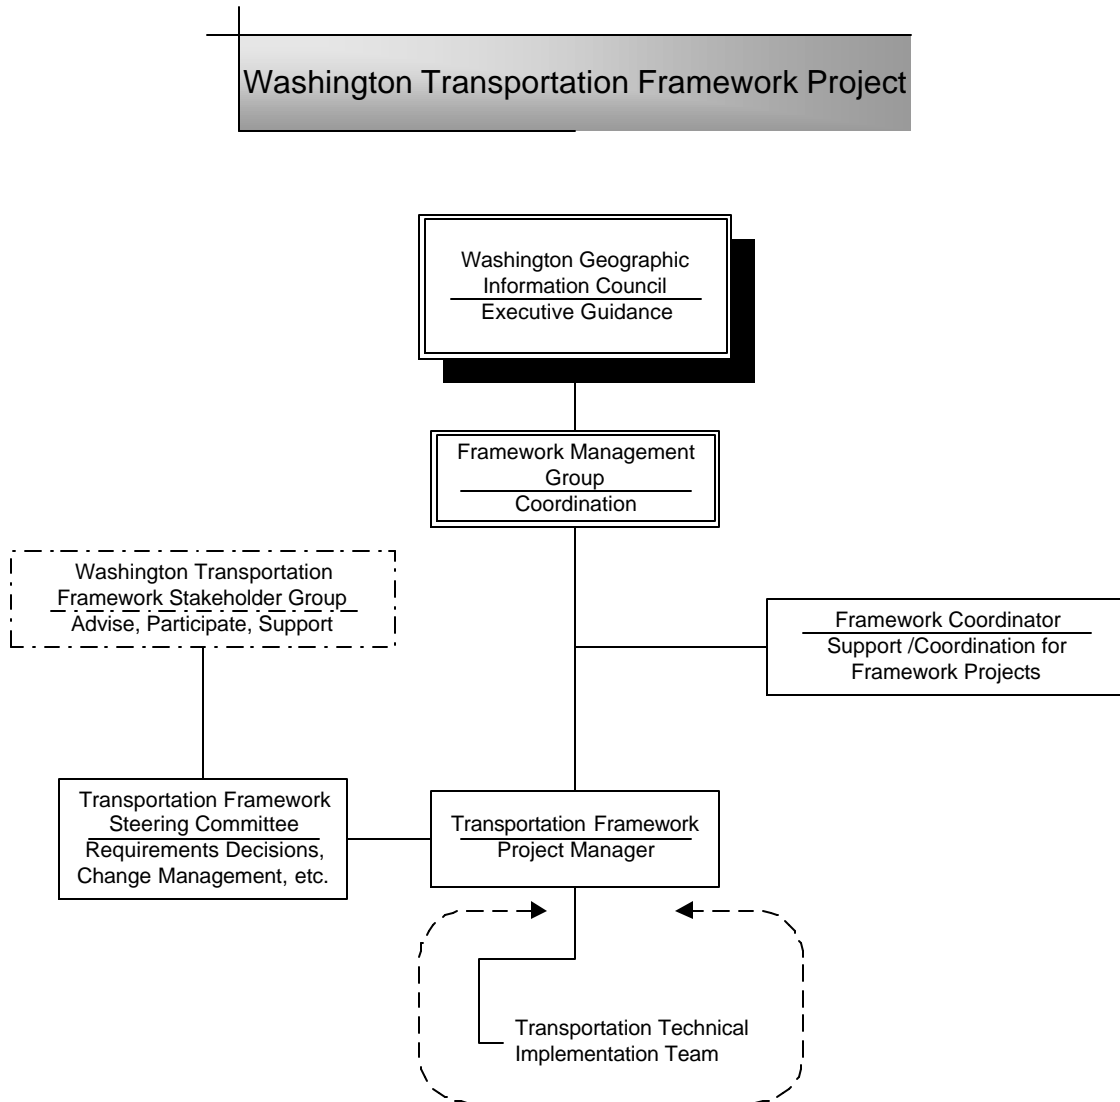 Washington Transportation Framework Project
Washington Geographic
Information Council
Executive Guidance
Framework Management
Group
Coordination
Washington Transportation
Framework Stakeholder Group
Advise, Participate, Support
Framework Coordinator
Support /Coordination for
Framework Projects
Transportation Framework
Steering Committee
Requirements Decisions,
Change Management, etc.
Transportation Framework
Project Manager
Transportation Technical
Implementation Team